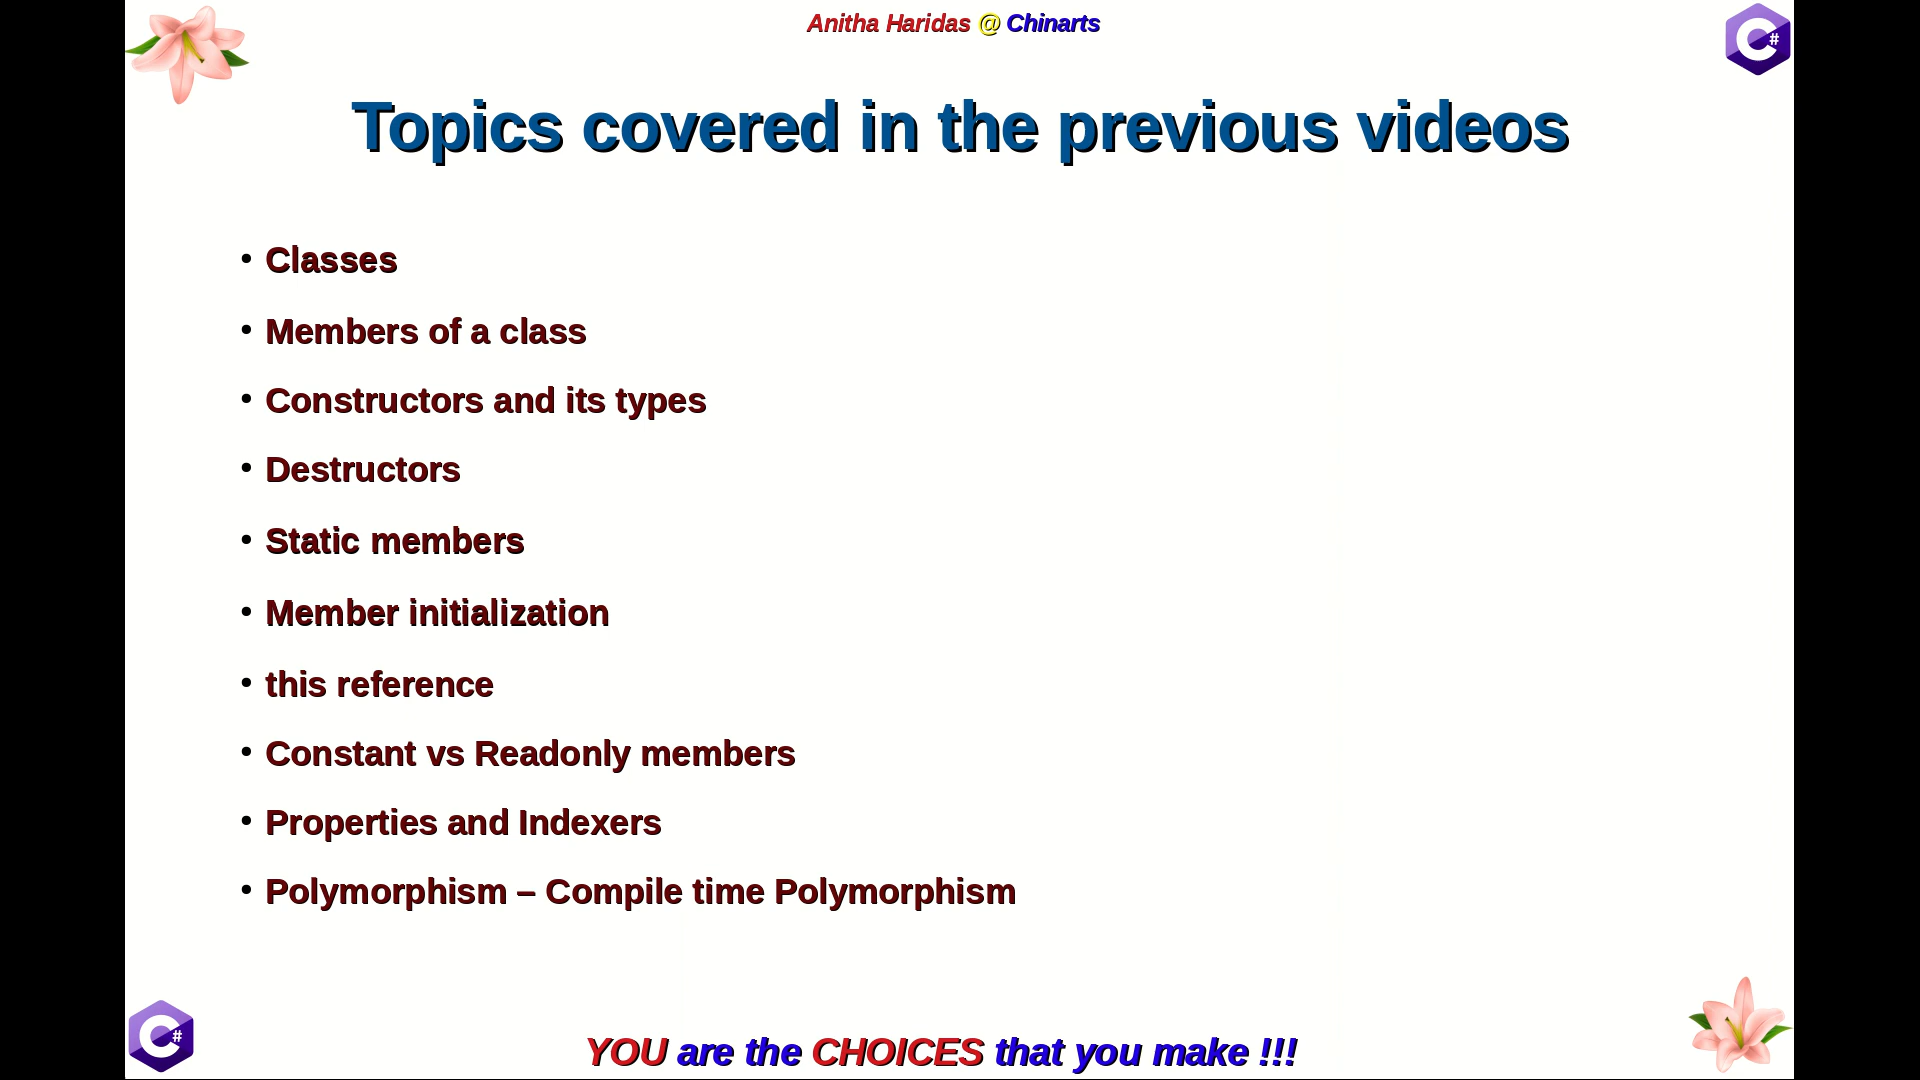 Anitha Haridas @ Chinarts
C#
Topics covered in the previous videos
• Classes
• Members of a class
• Constructors and its types
• Destructors
• Static members
• Member initialization
• this reference
• Constant vs Readonly members
• Properties and Indexers
• Polymorphism – Compile time Polymorphism
C#
YOU are the CHOICES that you make !!!